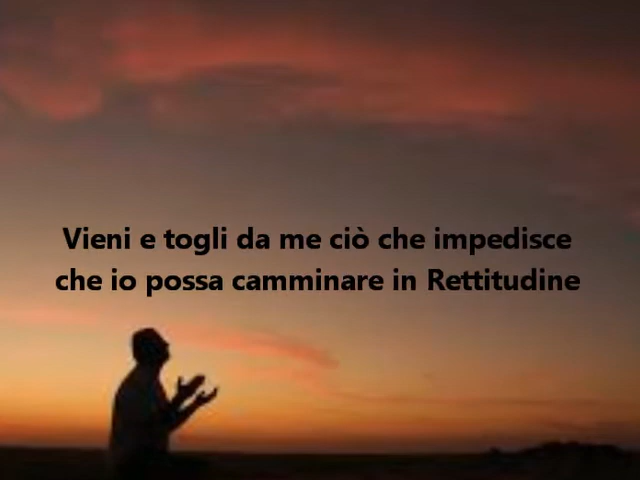 Vieni e togli da me ciò che impedisce
che io possa camminare in Rettitudine